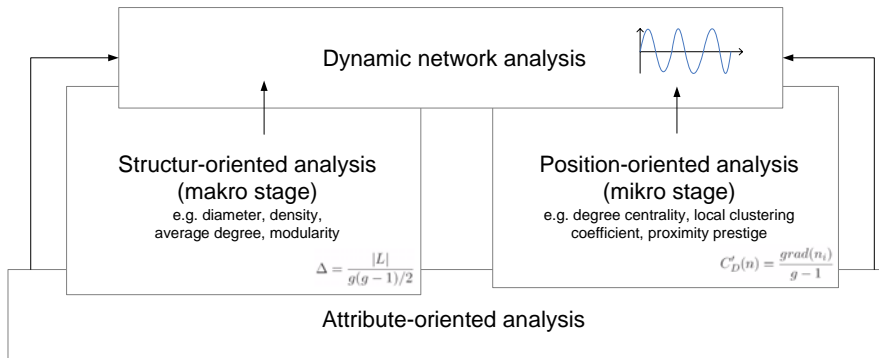 Dynamic network analysis
Structur-oriented analysis
(makro stage)
e.g. diameter, density,
average degree, modularity
Δ = |L| / g(g − 1)/2
Position-oriented analysis
(mikro stage)
e.g. degree centrality, local clustering
coefficient, proximity prestige
C′_D(n) = grad(n_i) / g − 1
Attribute-oriented analysis